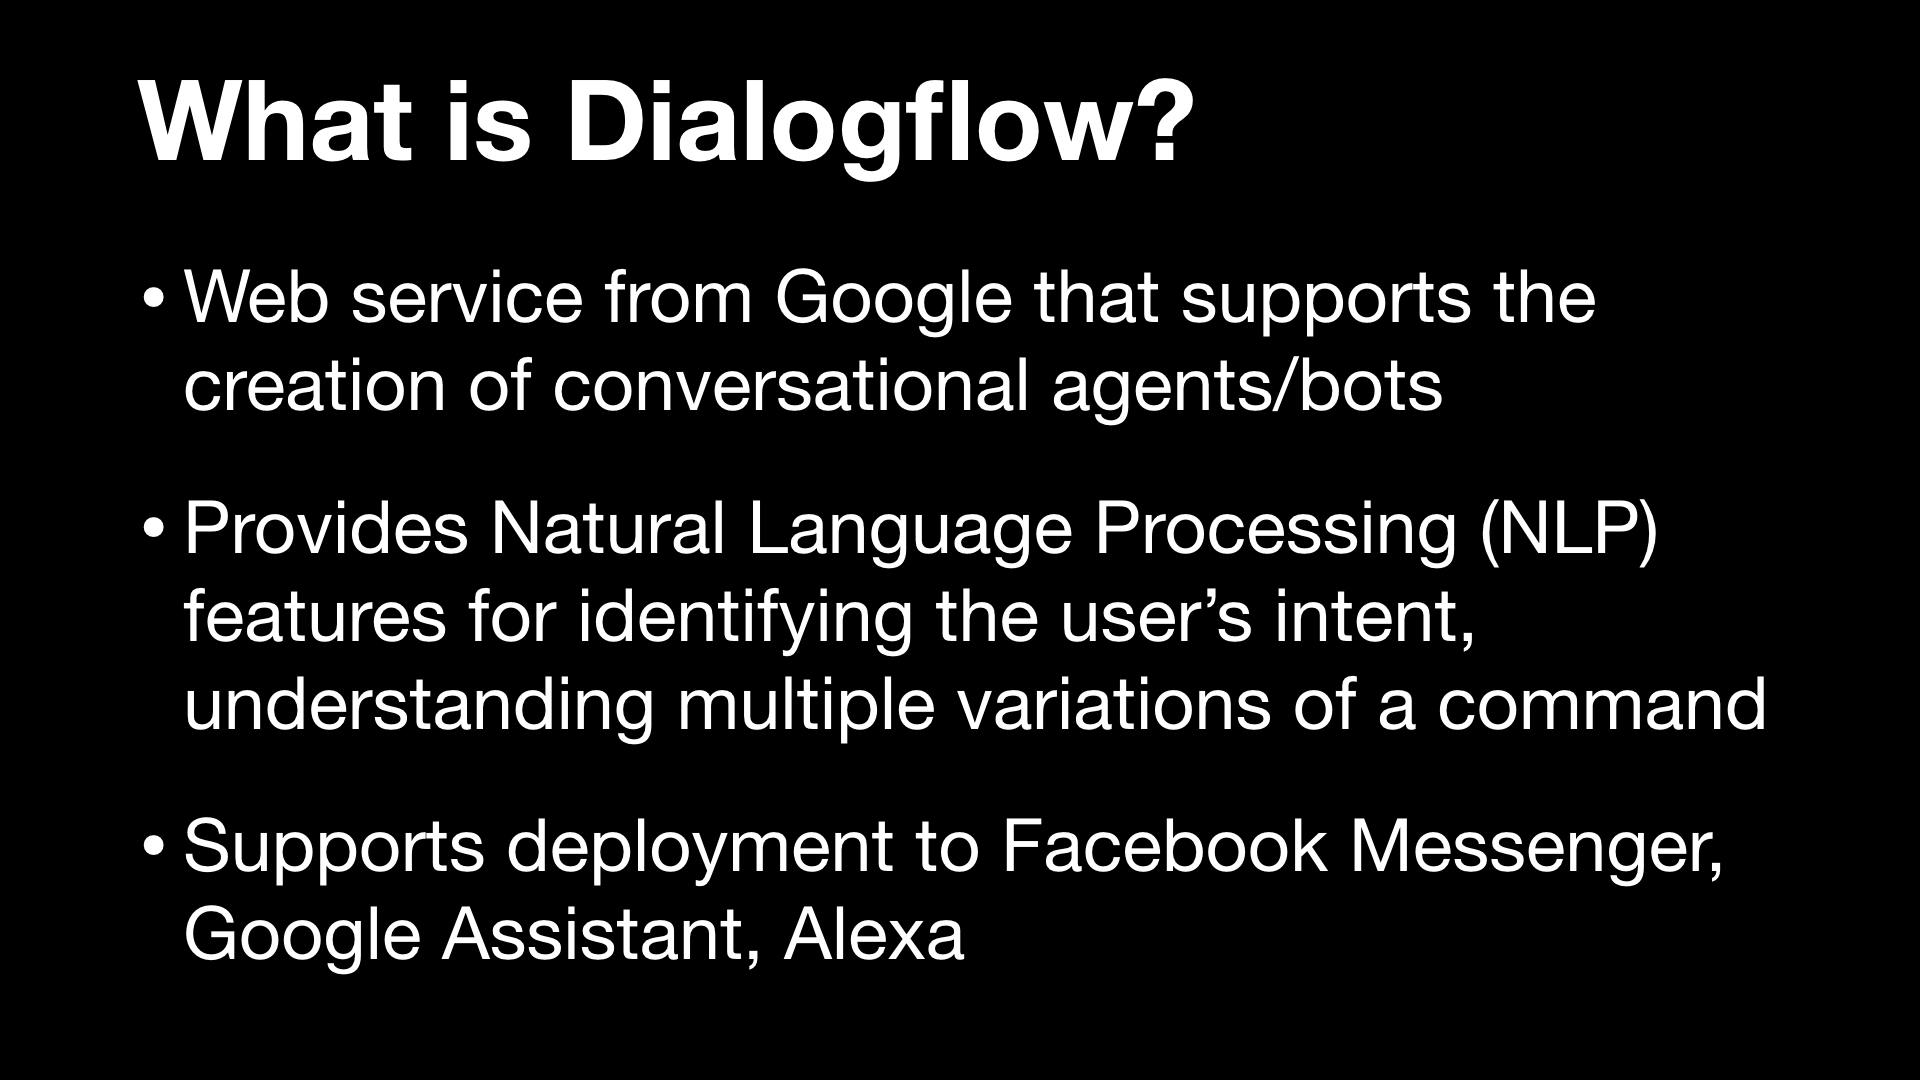 What is Dialogflow?
• Web service from Google that supports the
creation of conversational agents/bots
• Provides Natural Language Processing (NLP)
features for identifying the user’s intent,
understanding multiple variations of a command
• Supports deployment to Facebook Messenger,
Google Assistant, Alexa